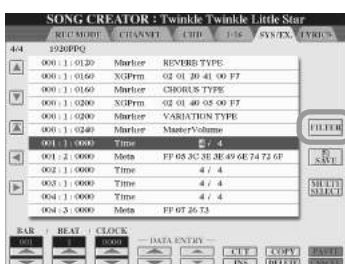 SONG CREATOR : Twinkle Twinkle Little Star
REC MODE CHANNEL CHD 1-16 SYS/EX. LYRICS
4/4 1920PPQ
000 : 1 : 0120 Marker REVERB TYPE
000 : 1 : 0160 XGPrm 02 01 20 41 00 F7
000 : 1 : 0160 Marker CHORUS TYPE
000 : 1 : 0200 XGPrm 02 01 40 05 00 F7
000 : 1 : 0200 Marker VARIATION TYPE
000 : 1 : 0240 Marker MasterVolume
001 : 1 : 0000 Time 4 / 4
001 : 2 : 0000 Meta FF 05 3C 3E 3E 49 6E 74 72 6F
002 : 1 : 0000 Time 4 / 4
003 : 1 : 0000 Time 4 / 4
004 : 1 : 0000 Time 4 / 4
004 : 3 : 0000 Meta FF 07 26 73
FILTER
SAVE
MULTI
SELECT
BAR : BEAT : CLOCK
001 1 0000 DATA ENTRY
CUT COPY PASTE
INS DELETE